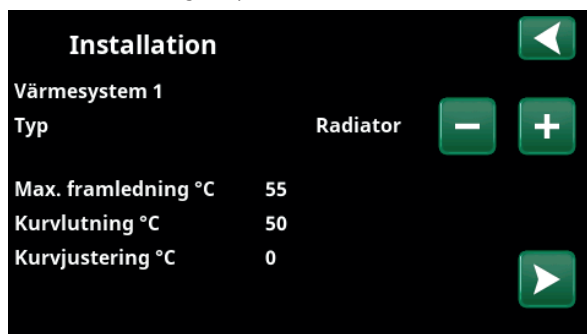 Installation
Värmesystem 1
Typ Radiator
Max. framledning °C 55
Kurvlutning °C 50
Kurvjustering °C 0